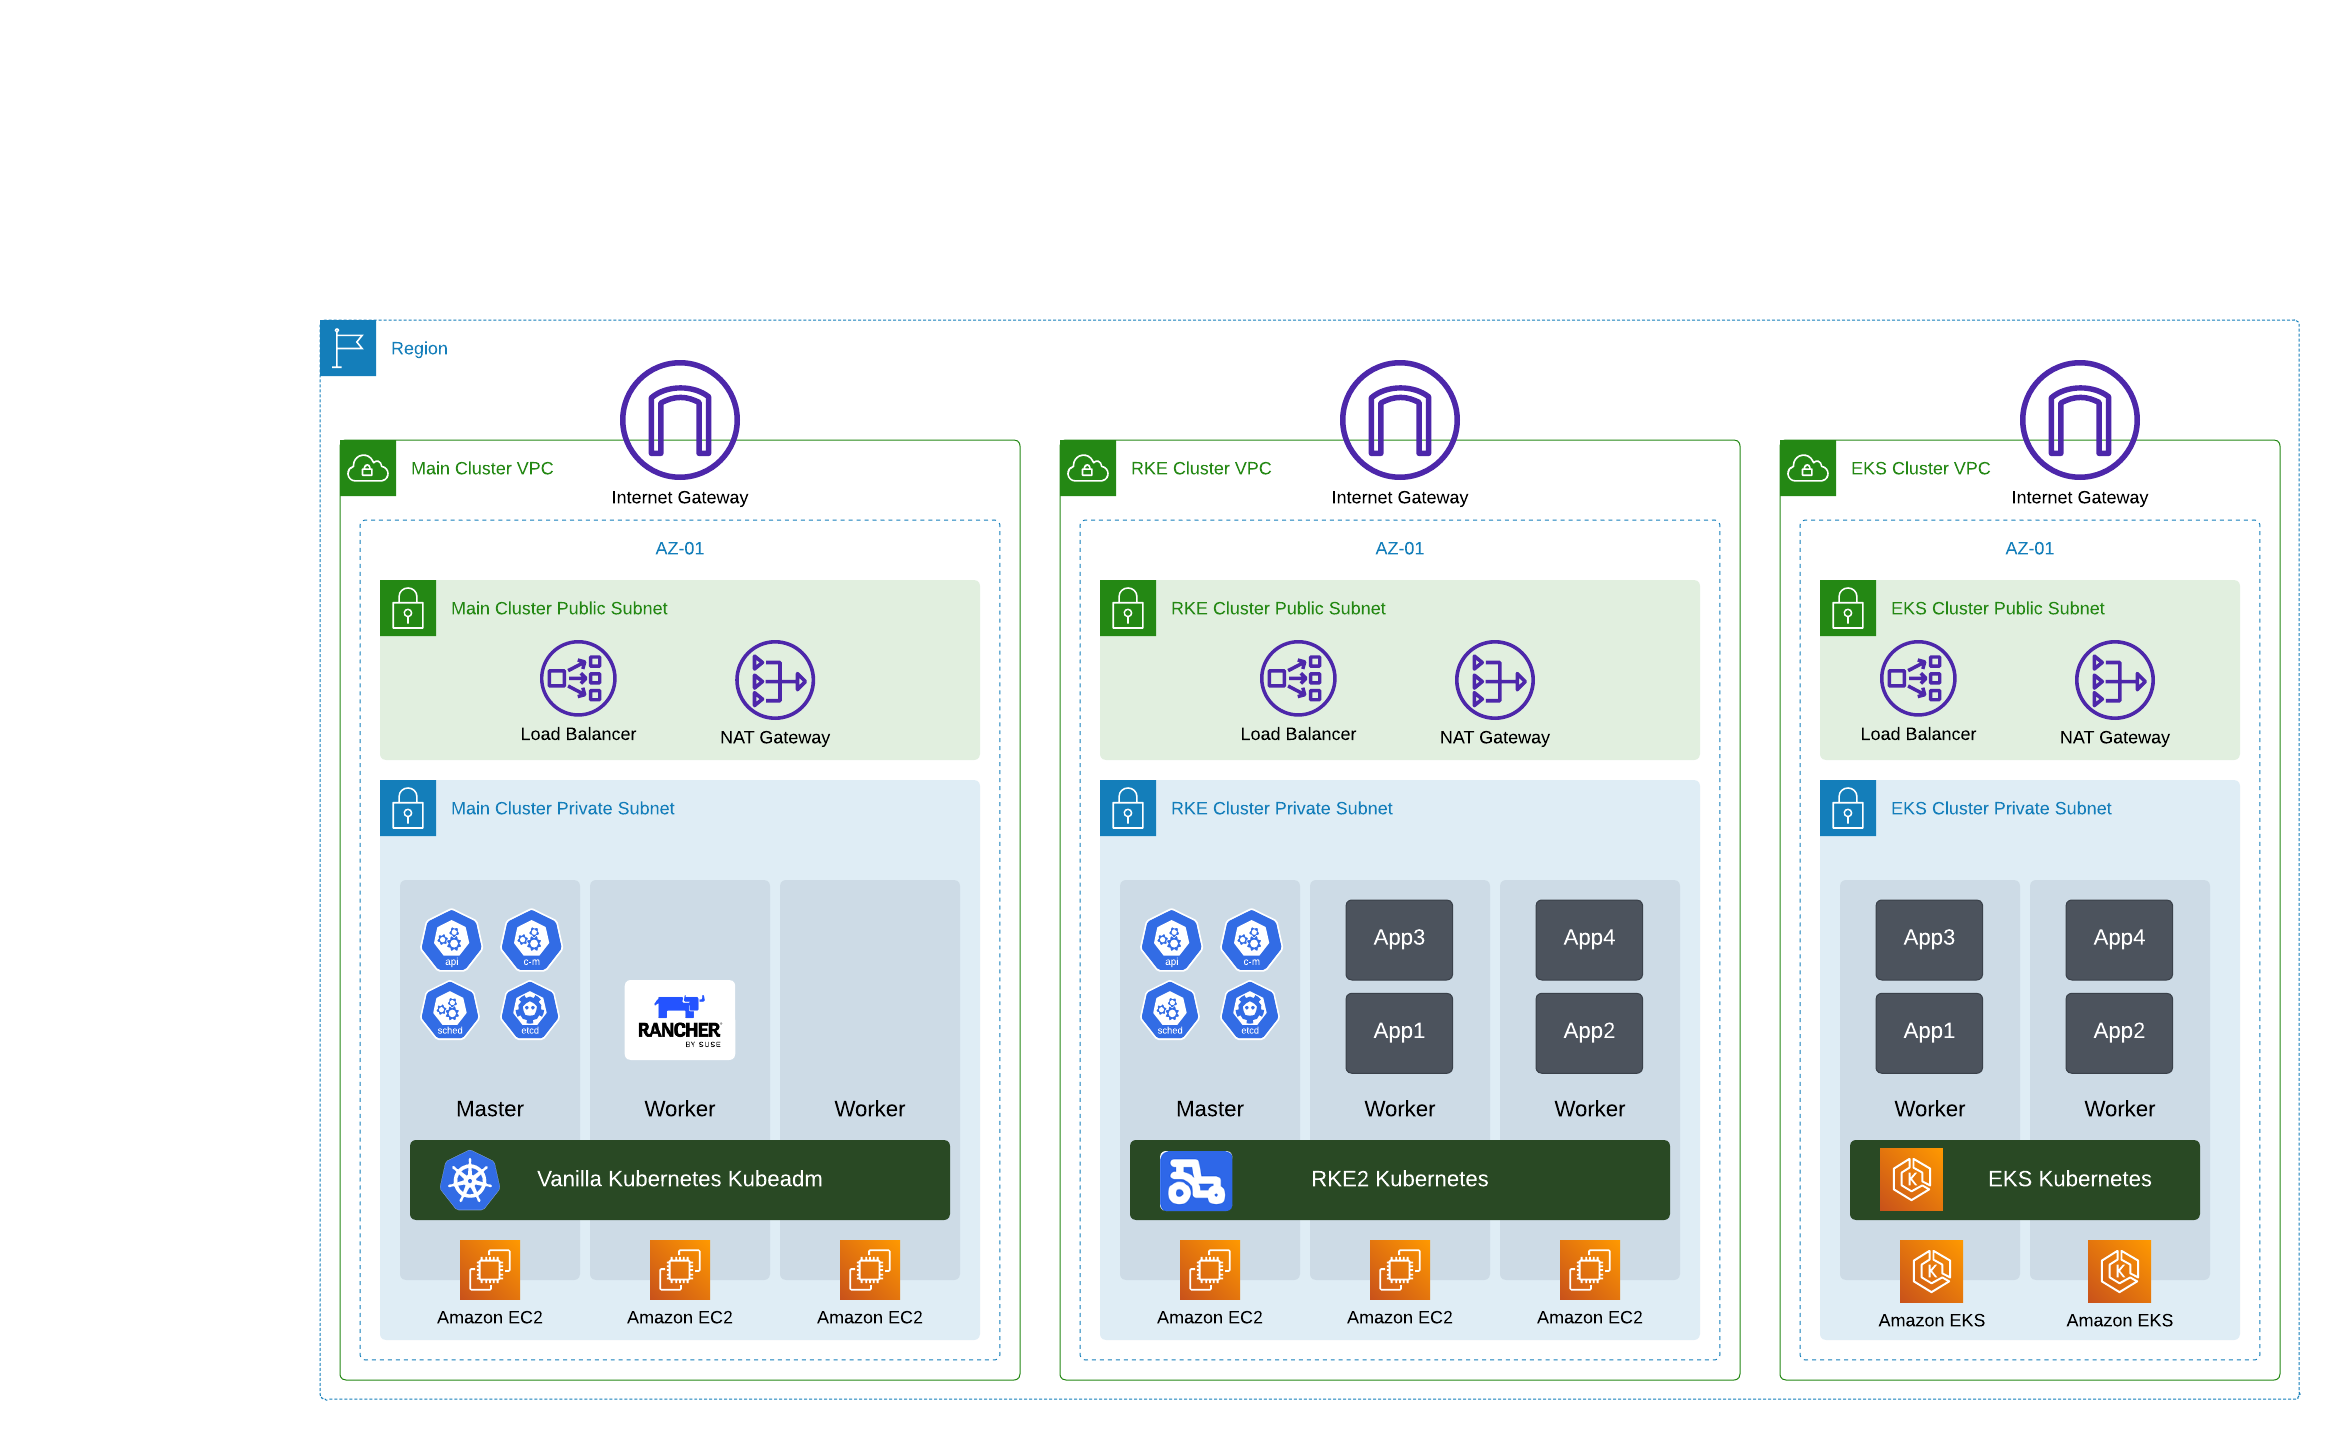 Region
Main Cluster VPC
Internet Gateway
AZ-01
Main Cluster Public Subnet
Load Balancer
NAT Gateway
Main Cluster Private Subnet
api
c-m
sched
etcd
RANCHER
BY SUSE
Master
Worker
Worker
Vanilla Kubernetes Kubeadm
Amazon EC2
Amazon EC2
Amazon EC2
RKE Cluster VPC
Internet Gateway
AZ-01
RKE Cluster Public Subnet
Load Balancer
NAT Gateway
RKE Cluster Private Subnet
api
c-m
sched
etcd
App3
App4
App1
App2
Master
Worker
Worker
RKE2 Kubernetes
Amazon EC2
Amazon EC2
Amazon EC2
EKS Cluster VPC
Internet Gateway
AZ-01
EKS Cluster Public Subnet
Load Balancer
NAT Gateway
EKS Cluster Private Subnet
App3
App4
App1
App2
Worker
Worker
K
EKS Kubernetes
K
K
Amazon EKS
Amazon EKS